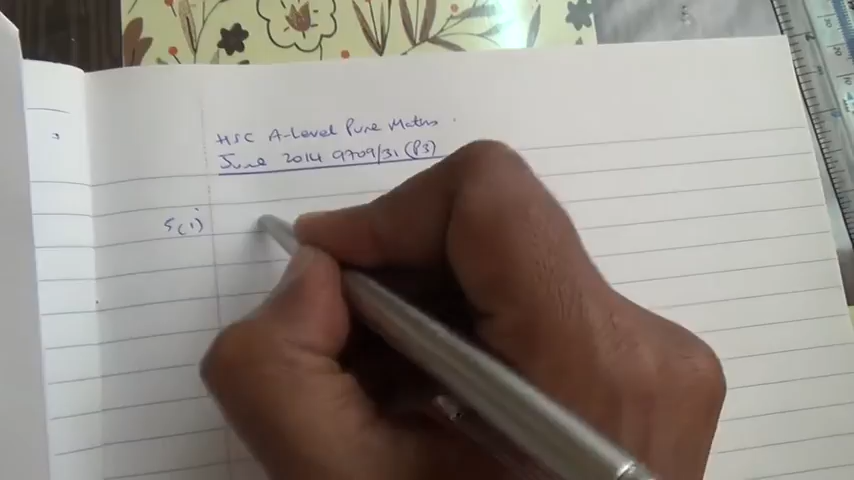 HSC A-Level Pure Maths.
June 2014 9709/31 (P3)
5(i)